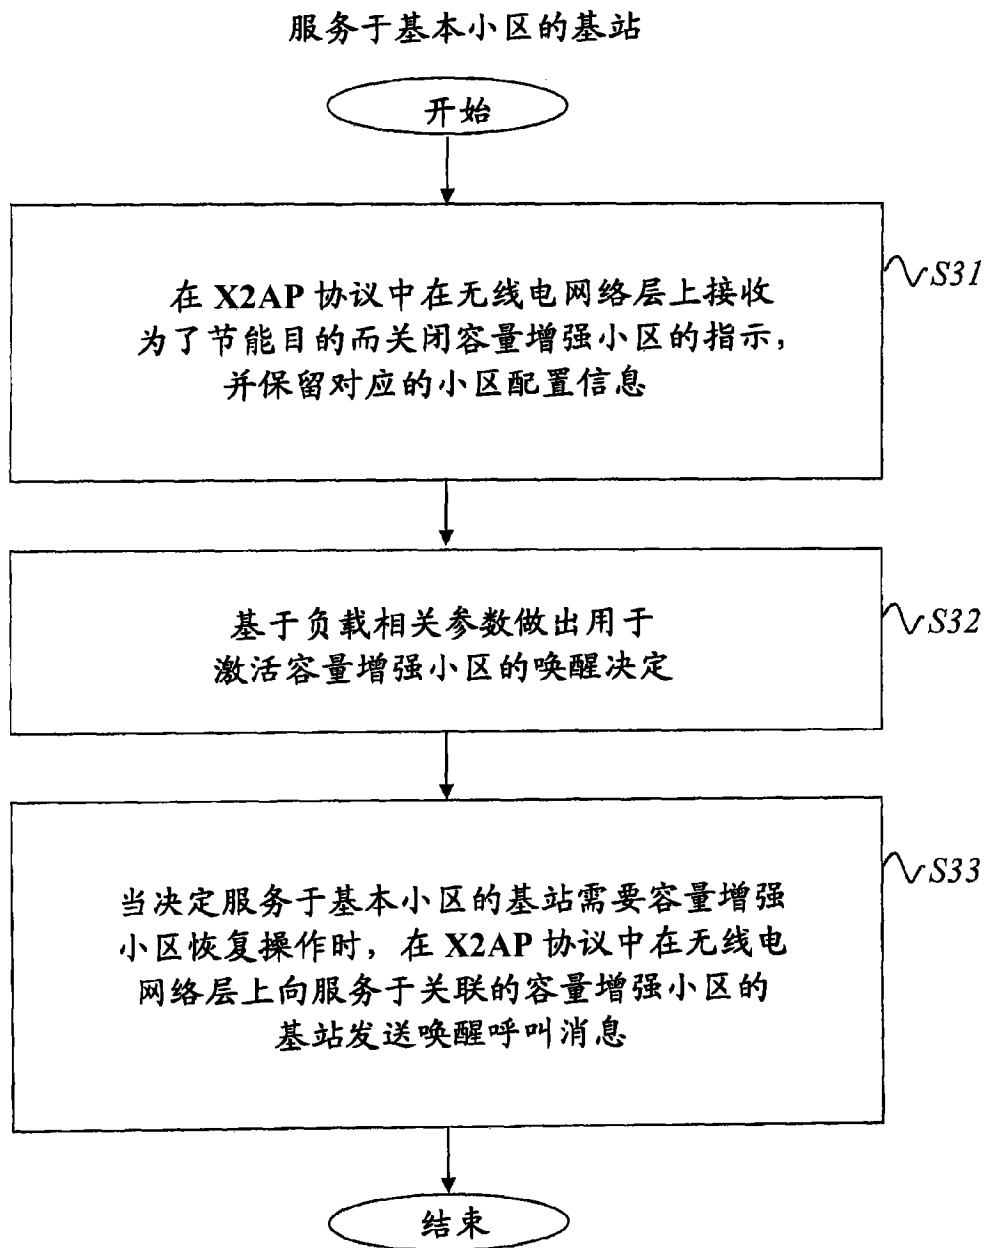 服务于基本小区的基站
开始
在 X2AP 协议中在无线电网络层上接收
为了节能目的而关闭容量增强小区的指示，
并保留对应的小区配置信息
S31
基于负载相关参数做出用于
激活容量增强小区的唤醒决定
S32
当决定服务于基本小区的基站需要容量增强
小区恢复操作时，在 X2AP 协议中在无线电
网络层上向服务于关联的容量增强小区的
基站发送唤醒呼叫消息
S33
结束